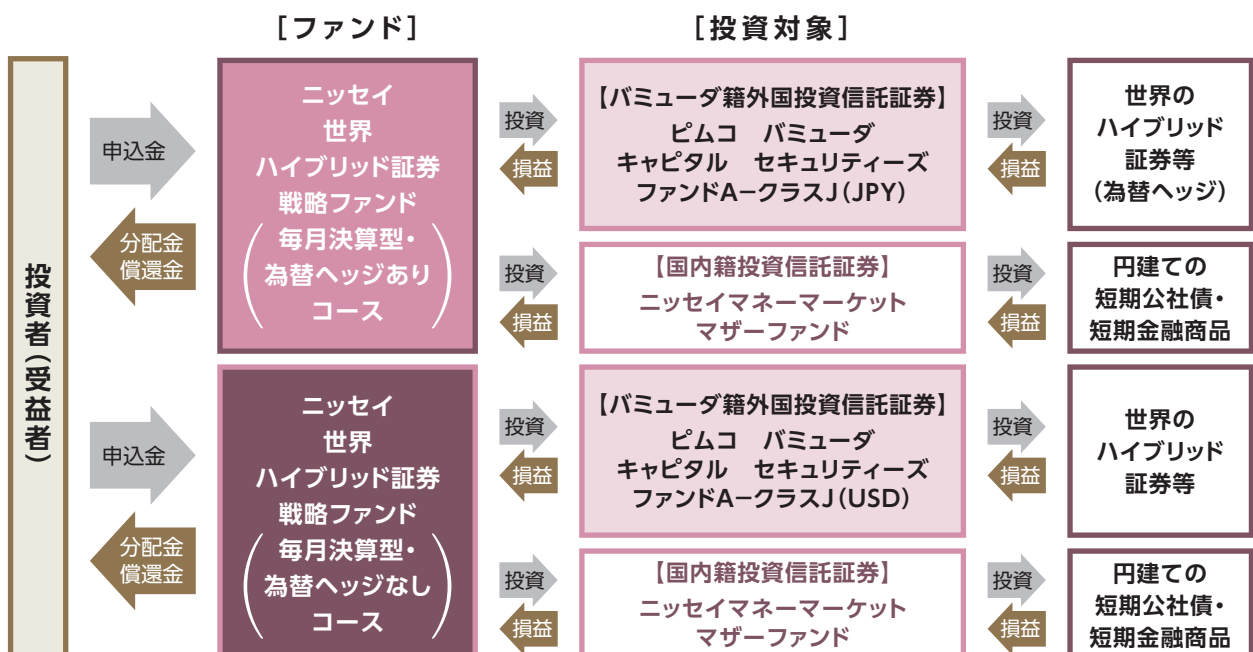 ［ファンド］
［投資対象］
投資者（受益者）
申込金
分配金
償還金
ニッセイ
世界
ハイブリッド証券
戦略ファンド
（毎月決算型・
為替ヘッジあり
コース）
投資
損益
【バミューダ籍外国投資信託証券】
ピムコ　バミューダ
キャピタル　セキュリティーズ
ファンドA－クラスJ（JPY）
投資
損益
世界の
ハイブリッド
証券等
（為替ヘッジ）
投資
損益
【国内籍投資信託証券】
ニッセイマネーマーケット
マザーファンド
投資
損益
円建ての
短期公社債・
短期金融商品
申込金
分配金
償還金
ニッセイ
世界
ハイブリッド証券
戦略ファンド
（毎月決算型・
為替ヘッジなし
コース）
投資
損益
【バミューダ籍外国投資信託証券】
ピムコ　バミューダ
キャピタル　セキュリティーズ
ファンドA－クラスJ（USD）
投資
損益
世界の
ハイブリッド
証券等
投資
損益
【国内籍投資信託証券】
ニッセイマネーマーケット
マザーファンド
投資
損益
円建ての
短期公社債・
短期金融商品